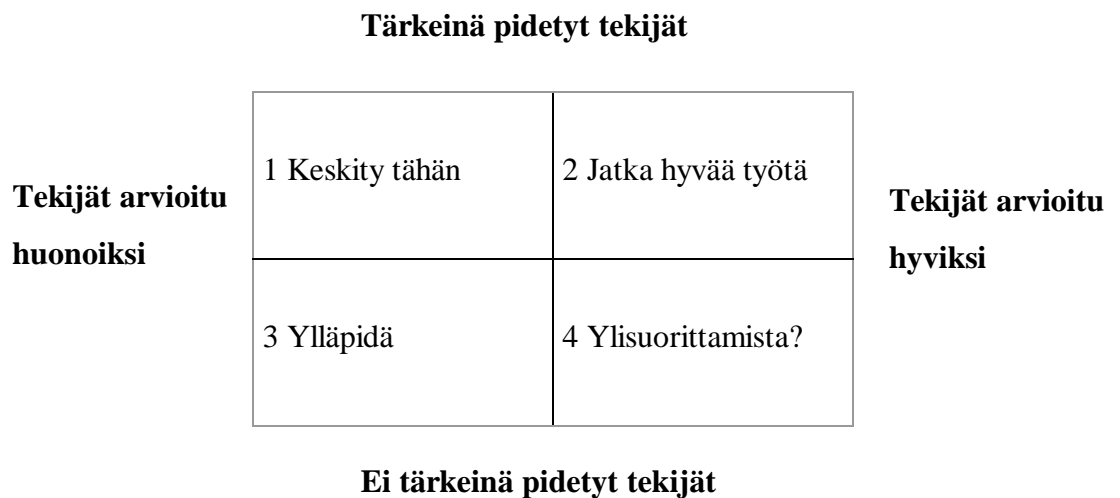 Tärkeinä pidetyt tekijät
1 Keskity tähän
2 Jatka hyvää työtä
Tekijät arvioitu
huonoiksi
Tekijät arvioitu
hyviksi
3 Ylläpidä
4 Ylisuorittamista?
Ei tärkeinä pidetyt tekijät